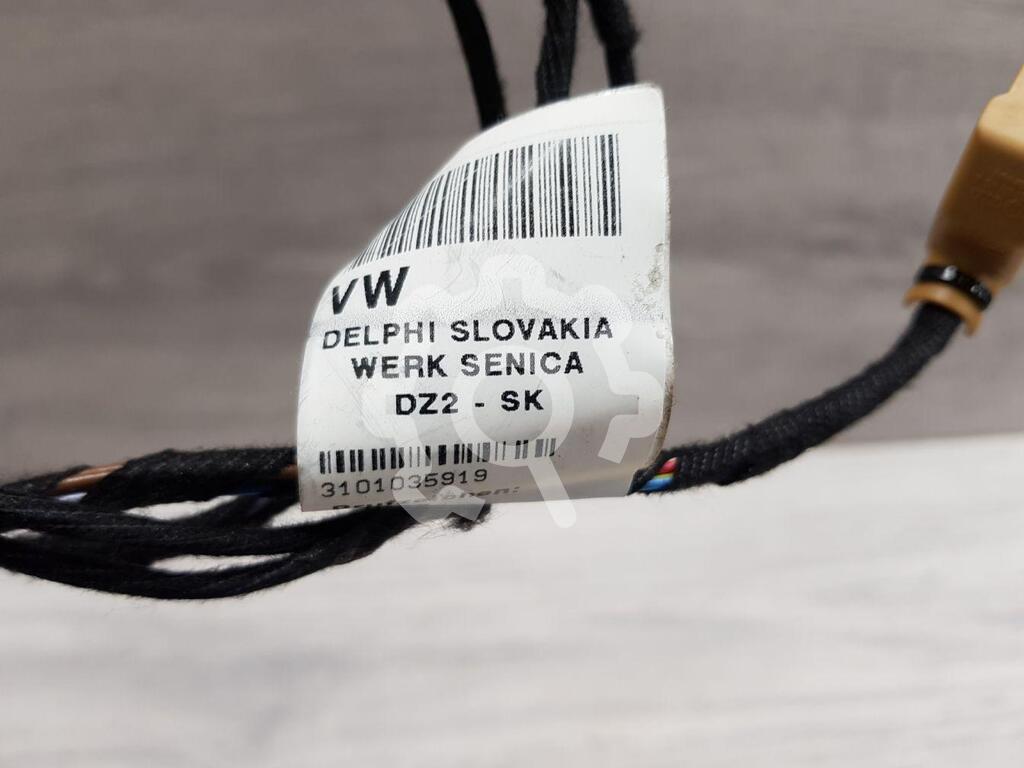 VW
DELPHI SLOVAKIA
WERK SENICA
DZ2 - SK
3101035919